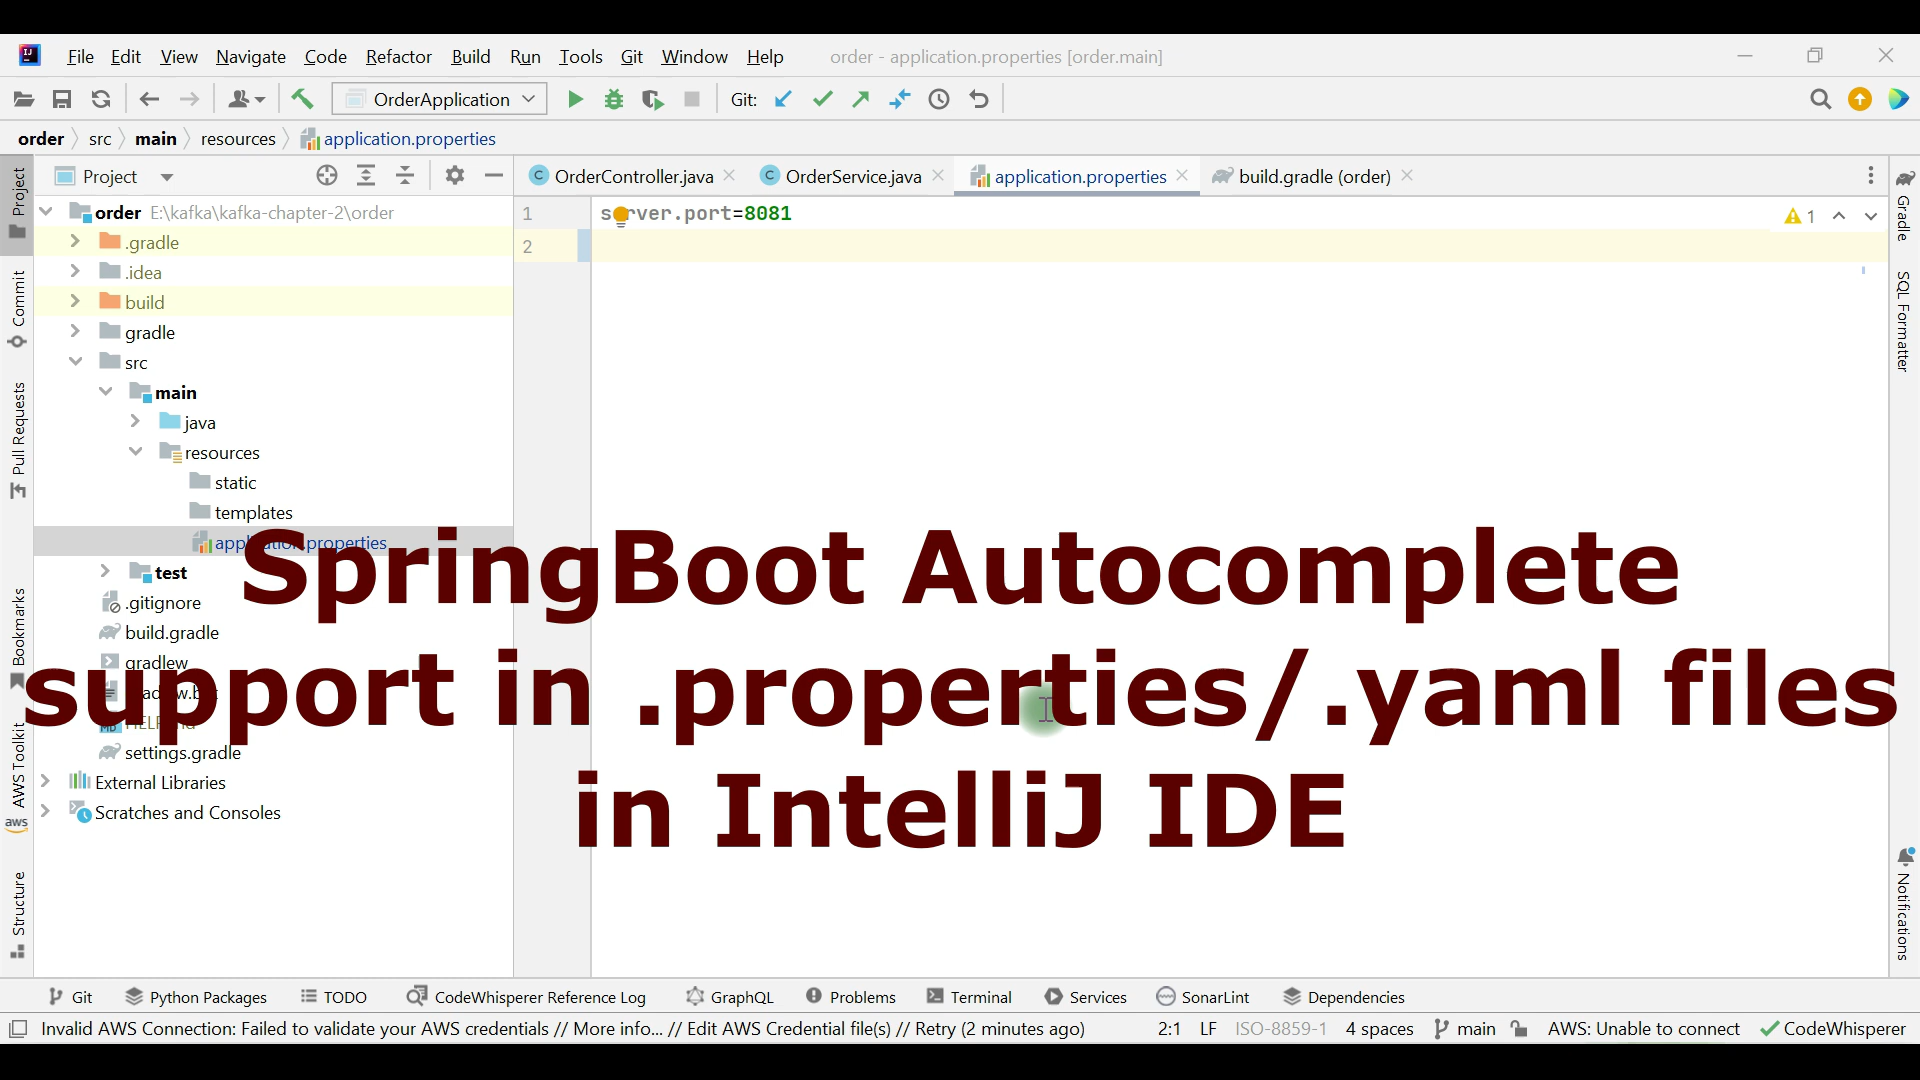 File Edit View Navigate Code Refactor Build Run Tools Git Window Help order - application.properties [order.main]
OrderApplication Git:
order src main resources application.properties
Project
OrderController.java OrderService.java application.properties build.gradle (order)
order E:\kafka\kafka-chapter-2\order
.gradle
.idea
build
gradle
src
main
java
resources
static
templates
application.properties
test
.gitignore
build.gradle
gradlew
settings.gradle
External Libraries
Scratches and Consoles
1 server.port=8081
2
1
SpringBoot Autocomplete
support in .properties/.yaml files
in IntelliJ IDE
Project
Commit
Pull Requests
Bookmarks
AWS Toolkit
aws
Structure
Gradle
SQL Formatter
Notifications
Git Python Packages TODO CodeWhisperer Reference Log GraphQL Problems Terminal Services SonarLint Dependencies
Invalid AWS Connection: Failed to validate your AWS credentials // More info... // Edit AWS Credential file(s) // Retry (2 minutes ago) 2:1 LF ISO-8859-1 4 spaces main AWS: Unable to connect CodeWhisperer